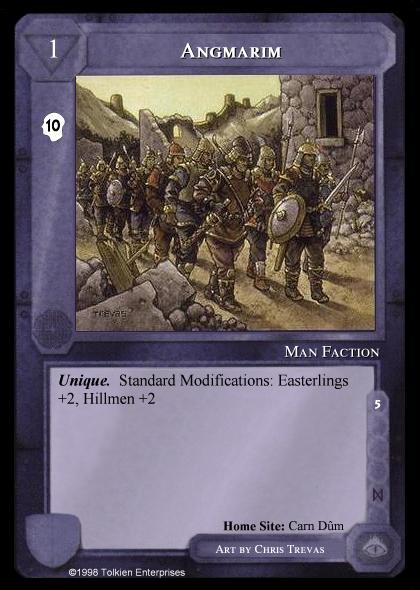 1
ANGMARIM
10
TREVAS
MAN FACTION
Unique. Standard Modifications: Easterlings
+2, Hillmen +2
5
Home Site: Carn Dûm
ART BY CHRIS TREVAS
©1998 Tolkien Enterprises